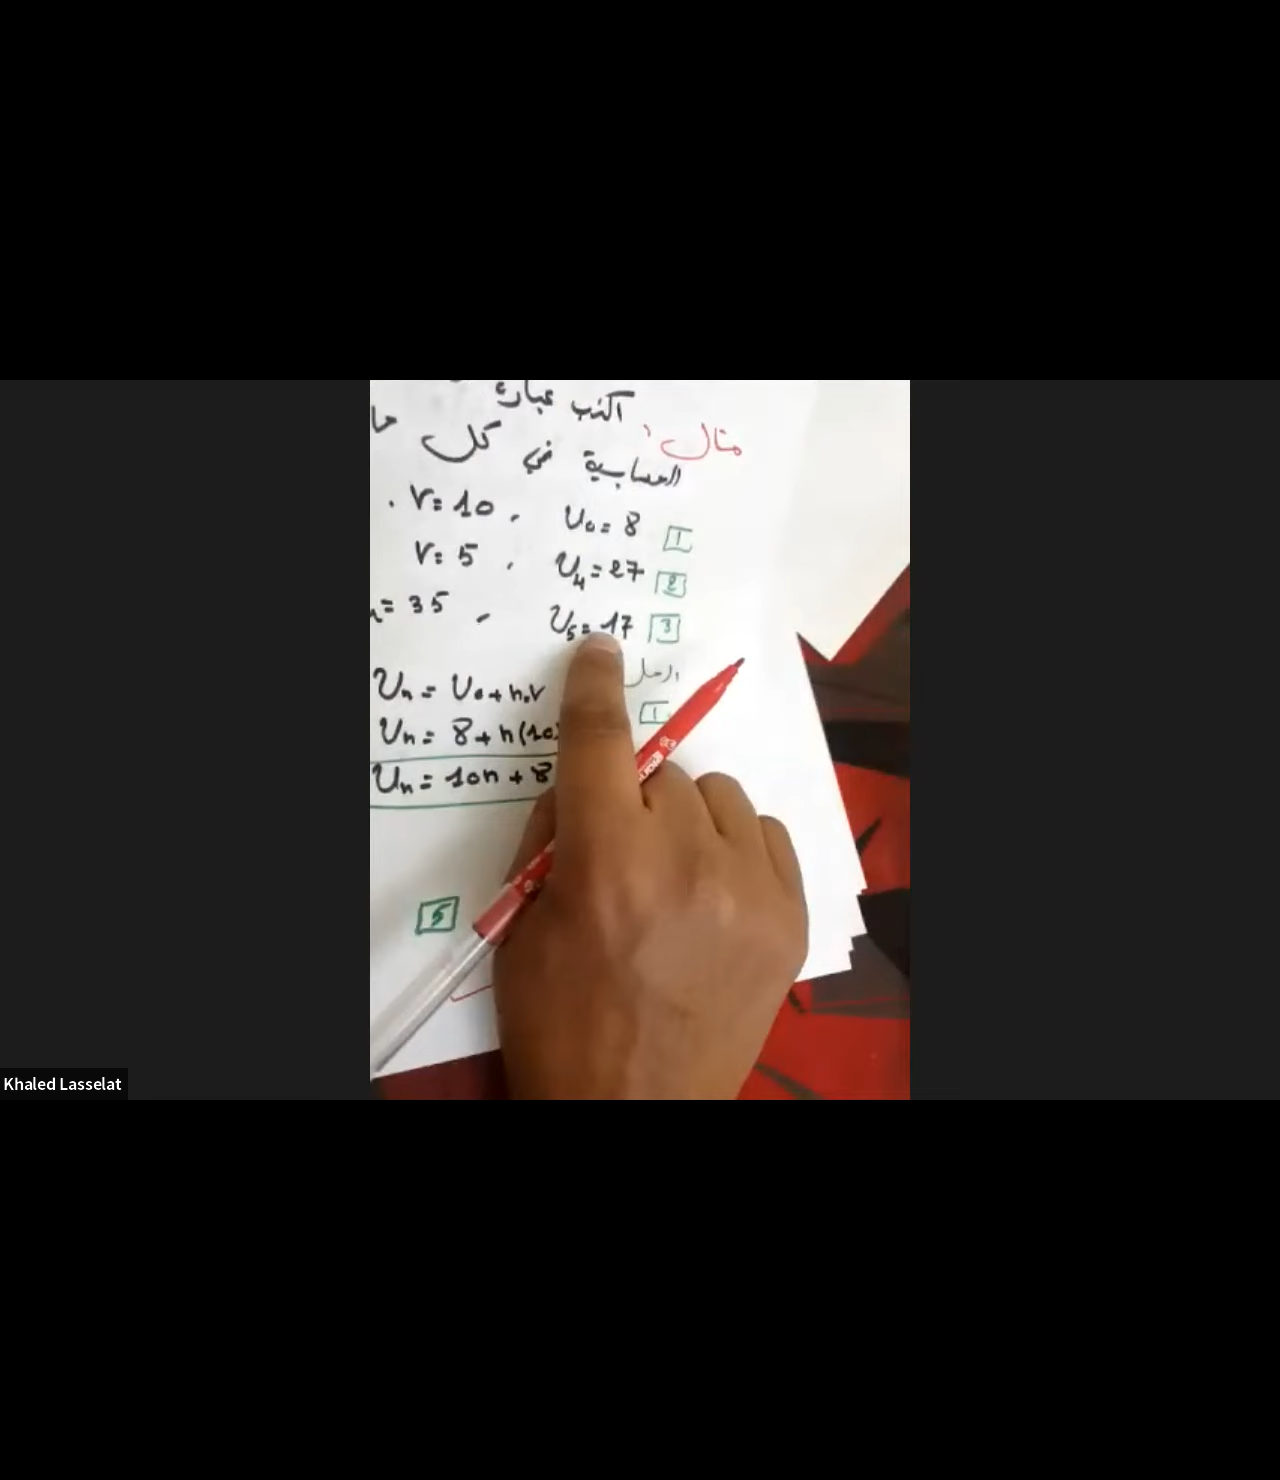 مثال: اكتب عبارة
الحسابية في كل
1 U₀ = 8 , r = 10 .
2 U₄ = 27 , r = 5
3 U₅ = 17 , = 35
الحل
1
Uₙ = U₀ + n.r
Uₙ = 8 + n(10)
Uₙ = 10n + 8
5
Khaled Lasselat